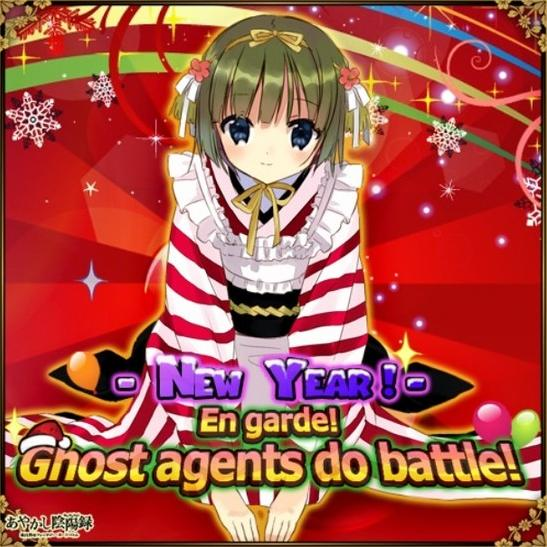 - New Year! -
En garde!
Ghost agents do battle!
あやかし陰陽録